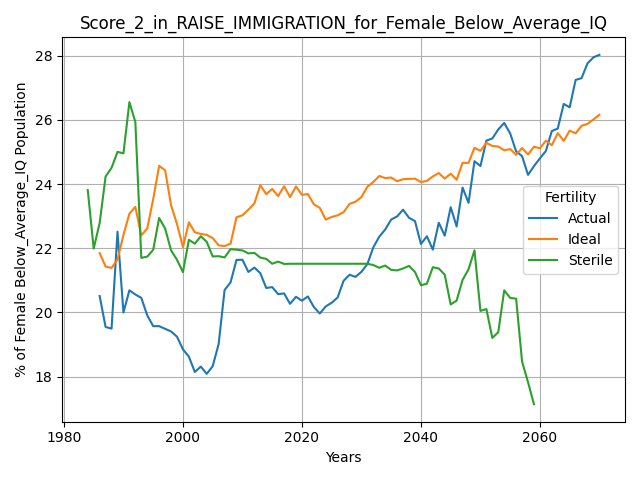 Score_2_in_RAISE_IMMIGRATION_for_Female_Below_Average_IQ
% of Female Below_Average_IQ Population
28
26
24
22
20
18
Fertility
Actual
Ideal
Sterile
1980
2000
2020
2040
2060
Years